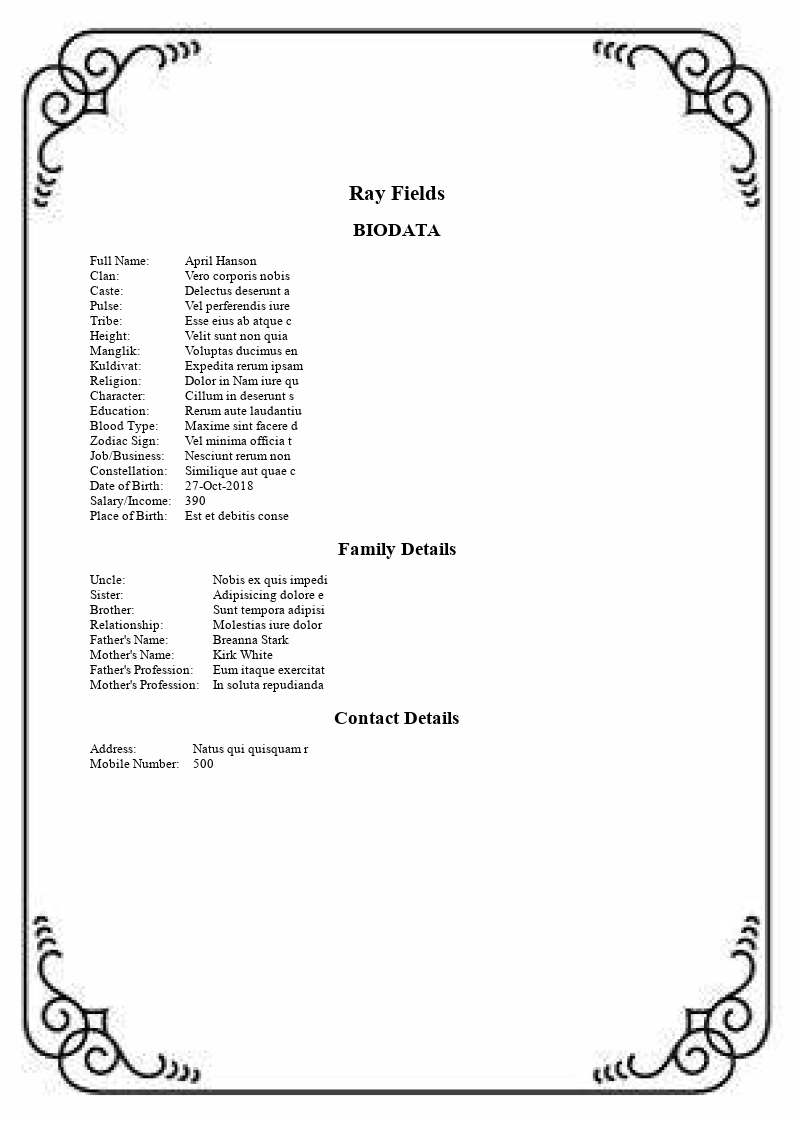 Ray Fields
BIODATA
Full Name: April Hanson
Clan: Vero corporis nobis
Caste: Delectus deserunt a
Pulse: Vel perferendis iure
Tribe: Esse eius ab atque c
Height: Velit sunt non quia
Manglik: Voluptas ducimus en
Kuldivat: Expedita rerum ipsam
Religion: Dolor in Nam iure qu
Character: Cillum in deserunt s
Education: Rerum aute laudantiu
Blood Type: Maxime sint facere d
Zodiac Sign: Vel minima officia t
Job/Business: Nesciunt rerum non
Constellation: Similique aut quae c
Date of Birth: 27-Oct-2018
Salary/Income: 390
Place of Birth: Est et debitis conse
Family Details
Uncle: Nobis ex quis impedi
Sister: Adipisicing dolore e
Brother: Sunt tempora adipisi
Relationship: Molestias iure dolor
Father's Name: Breanna Stark
Mother's Name: Kirk White
Father's Profession: Eum itaque exercitat
Mother's Profession: In soluta repudianda
Contact Details
Address: Natus qui quisquam r
Mobile Number: 500